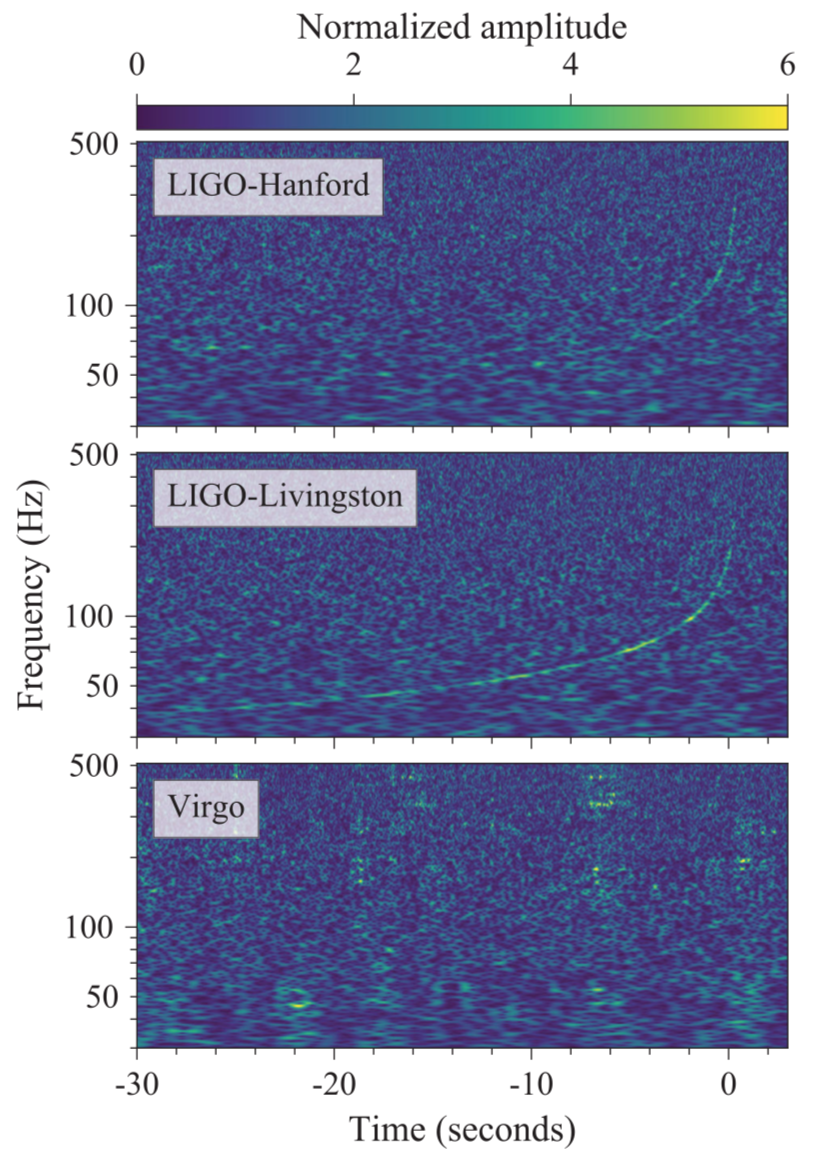 Normalized amplitude
0 2 4 6
500
LIGO-Hanford
100
50
500
LIGO-Livingston
100
50
Frequency (Hz)
500
Virgo
100
50
-30 -20 -10 0
Time (seconds)